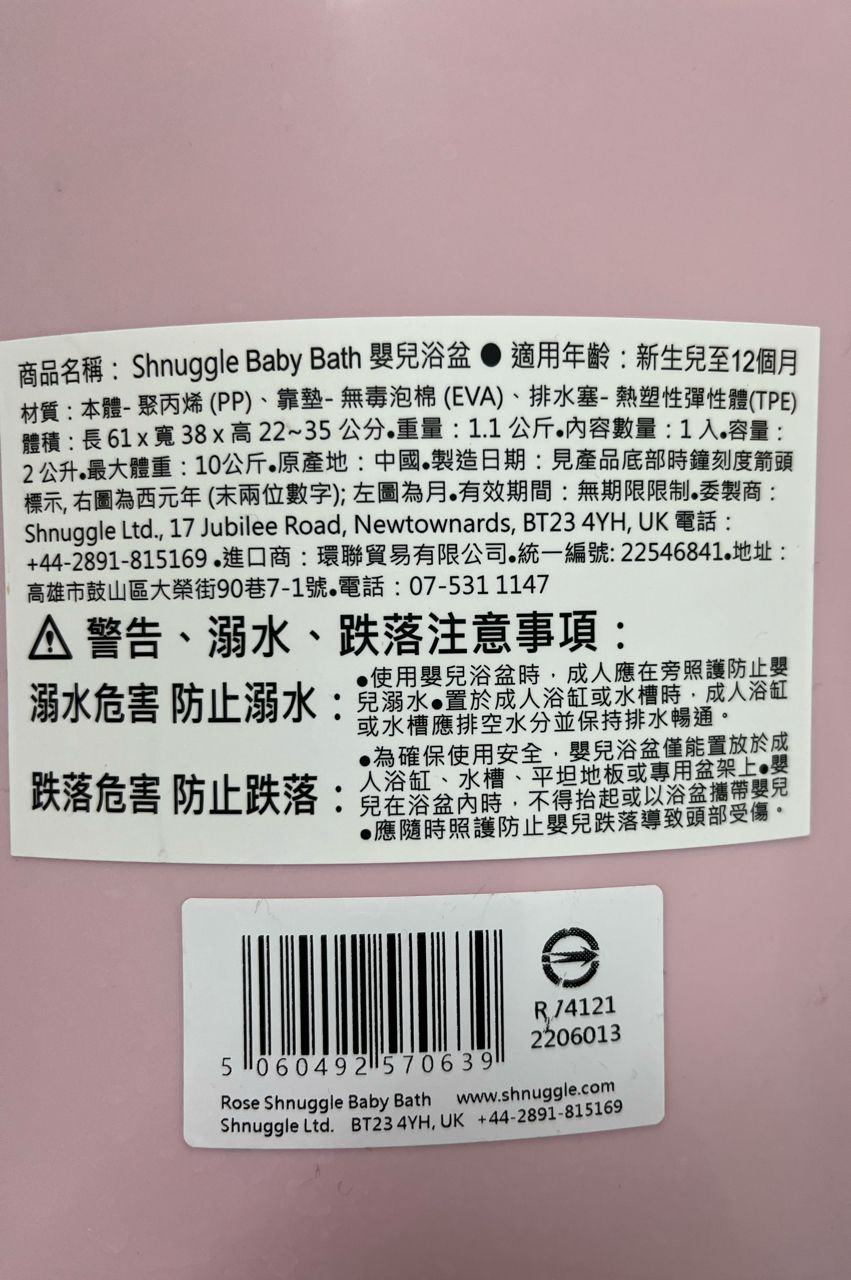 商品名稱：Shnuggle Baby Bath 嬰兒浴盆 ● 適用年齡：新生兒至12個月
材質：本體- 聚丙烯 (PP)、靠墊- 無毒泡棉 (EVA)、排水塞- 熱塑性彈性體(TPE)
體積：長 61 x 寬 38 x 高 22~35 公分●重量：1.1 公斤●內容數量：1 入●容量：
2 公升●最大體重：10公斤●原產地：中國●製造日期：見產品底部時鐘刻度箭頭
標示, 右圖為西元年 (末兩位數字); 左圖為月●有效期間：無期限限制●委製商：
Shnuggle Ltd., 17 Jubilee Road, Newtownards, BT23 4YH, UK 電話：
+44-2891-815169 ●進口商：環聯貿易有限公司●統一編號: 22546841●地址：
高雄市鼓山區大榮街90巷7-1號●電話：07-531 1147
警告、溺水、跌落注意事項：
溺水危害 防止溺水：
●使用嬰兒浴盆時，成人應在旁照護防止嬰
兒溺水●置於成人浴缸或水槽時，成人浴缸
或水槽應排空水分並保持排水暢通。
跌落危害 防止跌落：
●為確保使用安全，嬰兒浴盆僅能置放於成
人浴缸、水槽、平坦地板或專用盆架上●嬰
兒在浴盆內時，不得抬起或以浴盆攜帶嬰兒
●應隨時照護防止嬰兒跌落導致頭部受傷。
5 060492 570639
R 74121
2206013
Rose Shnuggle Baby Bath www.shnuggle.com
Shnuggle Ltd. BT23 4YH, UK +44-2891-815169